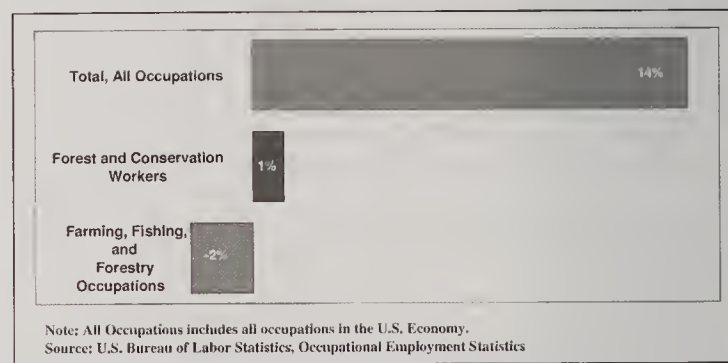 Total, All Occupations
14%
Forest and Conservation
Workers
1%
Farming, Fishing,
and
Forestry
Occupations
-2%
Note: All Occupations includes all occupations in the U.S. Economy.
Source: U.S. Bureau of Labor Statistics, Occupational Employment Statistics